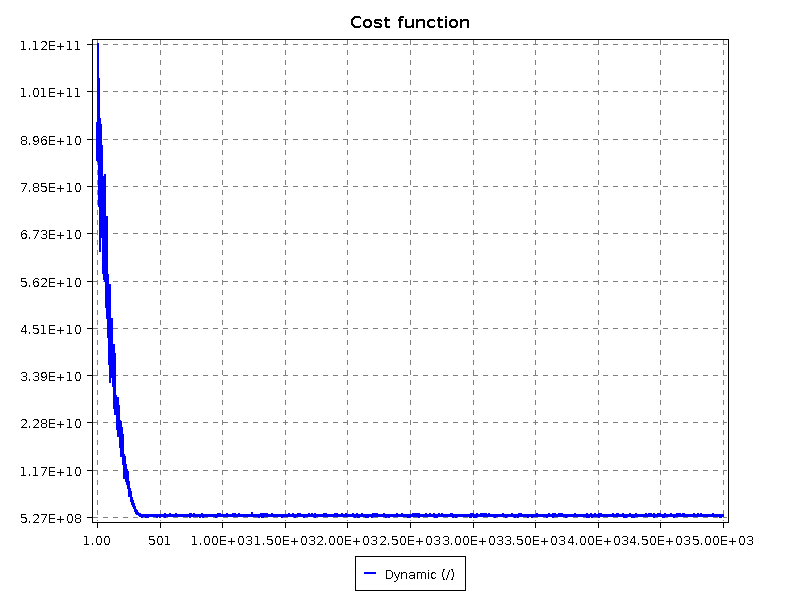 Cost function
1.12E+11
1.01E+11
8.96E+10
7.85E+10
6.73E+10
5.62E+10
4.51E+10
3.39E+10
2.28E+10
1.17E+10
5.27E+08
1.00 501 1.00E+031.50E+032.00E+032.50E+033.00E+033.50E+034.00E+034.50E+035.00E+03
Dynamic (/)